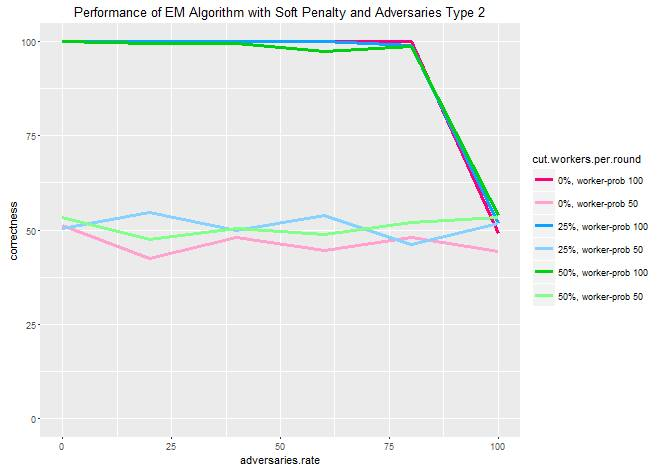 Performance of EM Algorithm with Soft Penalty and Adversaries Type 2
100
75
50
25
0
correctness
0
25
50
75
100
adversaries.rate
cut.workers.per.round
0%, worker-prob 100
0%, worker-prob 50
25%, worker-prob 100
25%, worker-prob 50
50%, worker-prob 100
50%, worker-prob 50